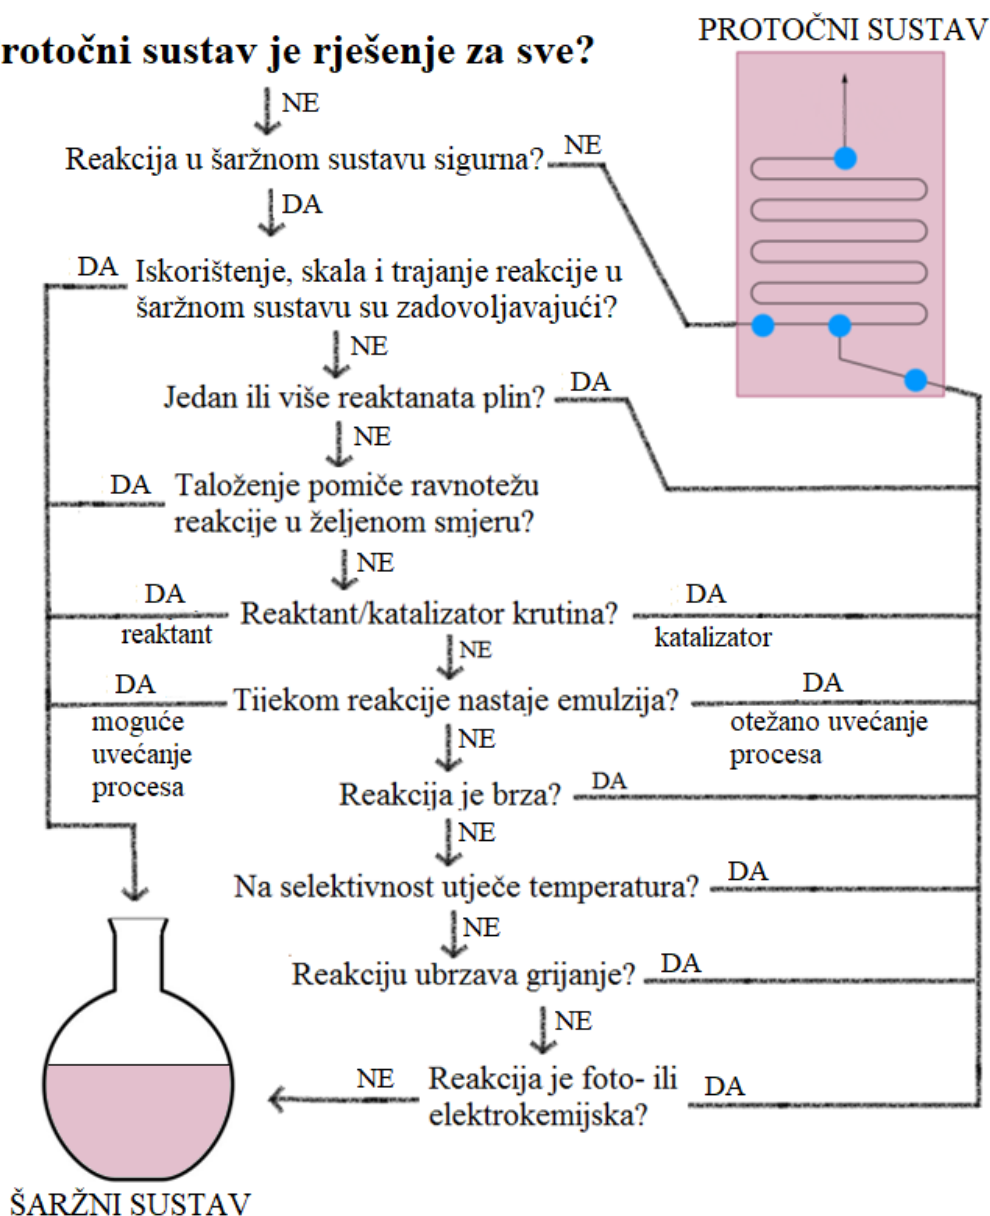 PROTOČNI SUSTAV
rotočni sustav je rješenje za sve?
NE
Reakcija u šaržnom sustavu sigurna?
NE
DA
DA
Iskorištenje, skala i trajanje reakcije u
šaržnom sustavu su zadovoljavajući?
NE
Jedan ili više reaktanata plin?
DA
NE
DA
Taloženje pomiče ravnotežu
reakcije u željenom smjeru?
NE
DA
reaktant
Reaktant/katalizator krutina?
DA
katalizator
NE
DA
moguće
uvećanje
procesa
Tijekom reakcije nastaje emulzija?
DA
otežano uvećanje
procesa
NE
Reakcija je brza?
DA
NE
Na selektivnost utječe temperatura?
DA
NE
Reakciju ubrzava grijanje?
DA
NE
NE
Reakcija je foto- ili
elektrokemijska?
DA
ŠARŽNI SUSTAV